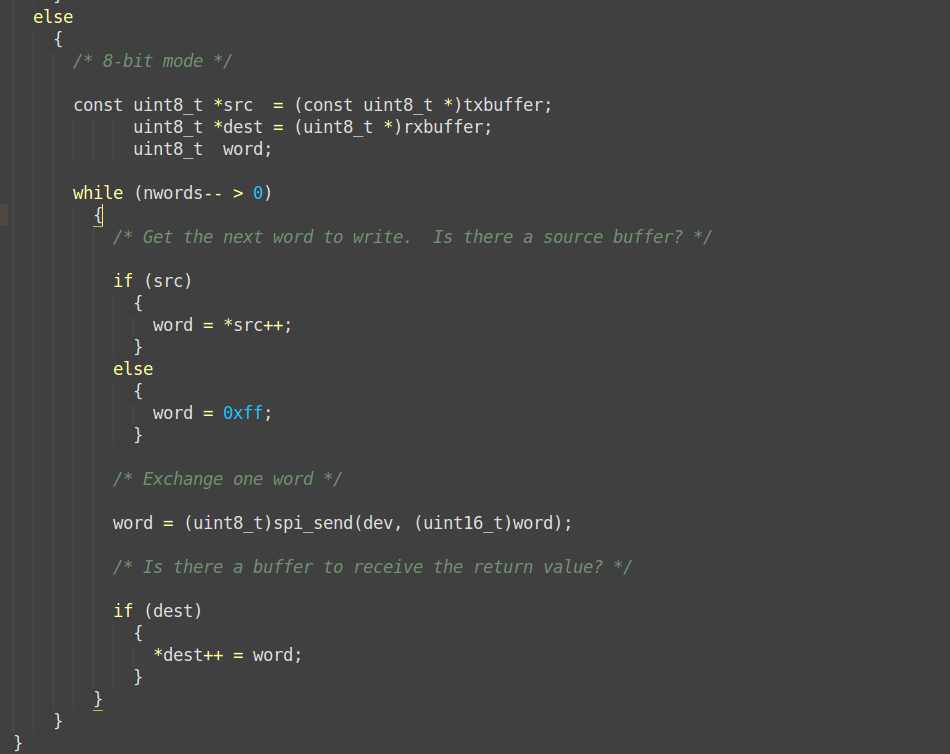 else
{
/* 8-bit mode */
const uint8_t *src  = (const uint8_t *)txbuffer;
uint8_t *dest = (uint8_t *)rxbuffer;
uint8_t  word;
while (nwords-- > 0)
{
/* Get the next word to write.  Is there a source buffer? */
if (src)
{
word = *src++;
}
else
{
word = 0xff;
}
/* Exchange one word */
word = (uint8_t)spi_send(dev, (uint16_t)word);
/* Is there a buffer to receive the return value? */
if (dest)
{
*dest++ = word;
}
}
}
}